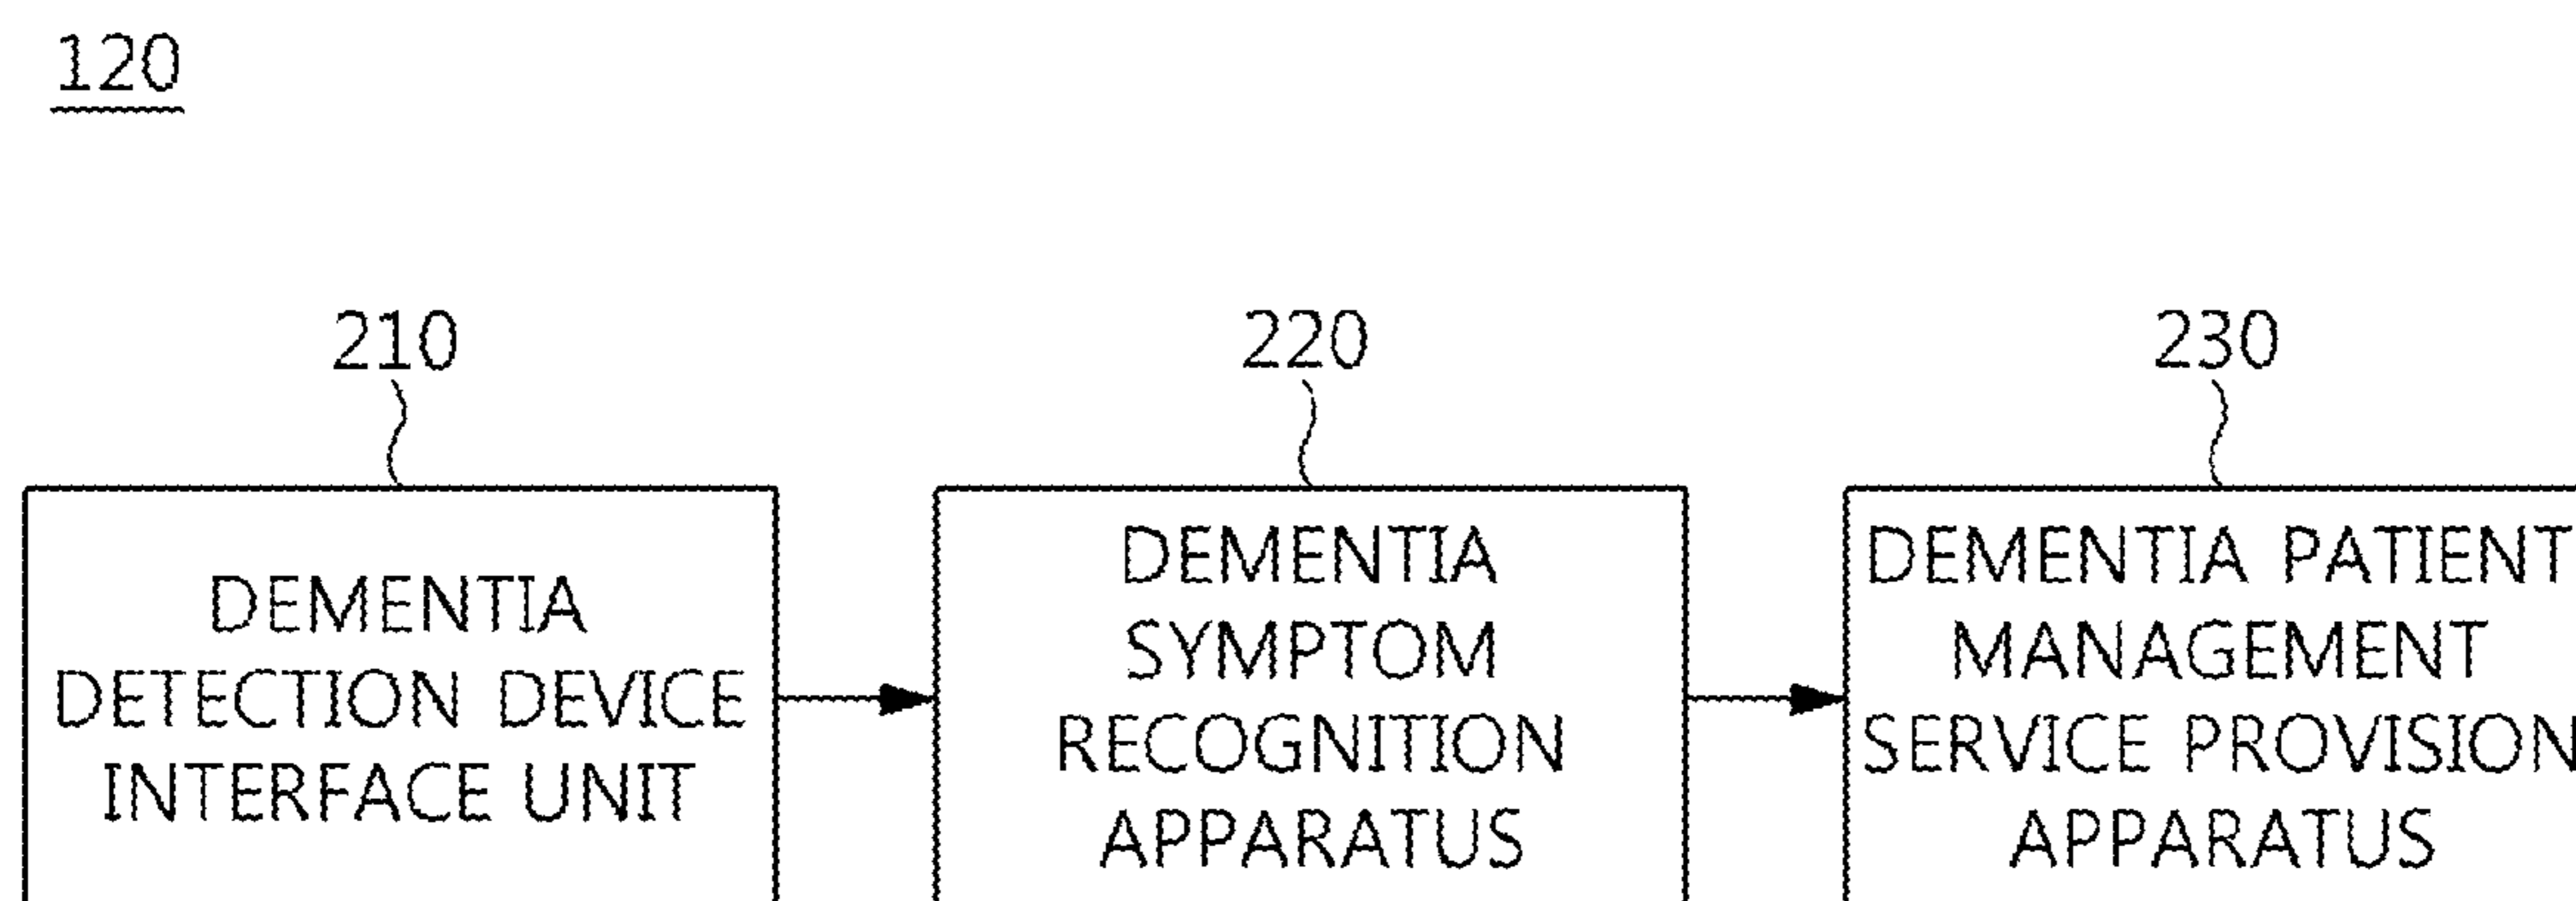 120
210
220
230
DEMENTIA
DETECTION DEVICE
INTERFACE UNIT
DEMENTIA
SYMPTOM
RECOGNITION
APPARATUS
DEMENTIA PATIENT
MANAGEMENT
SERVICE PROVISION
APPARATUS